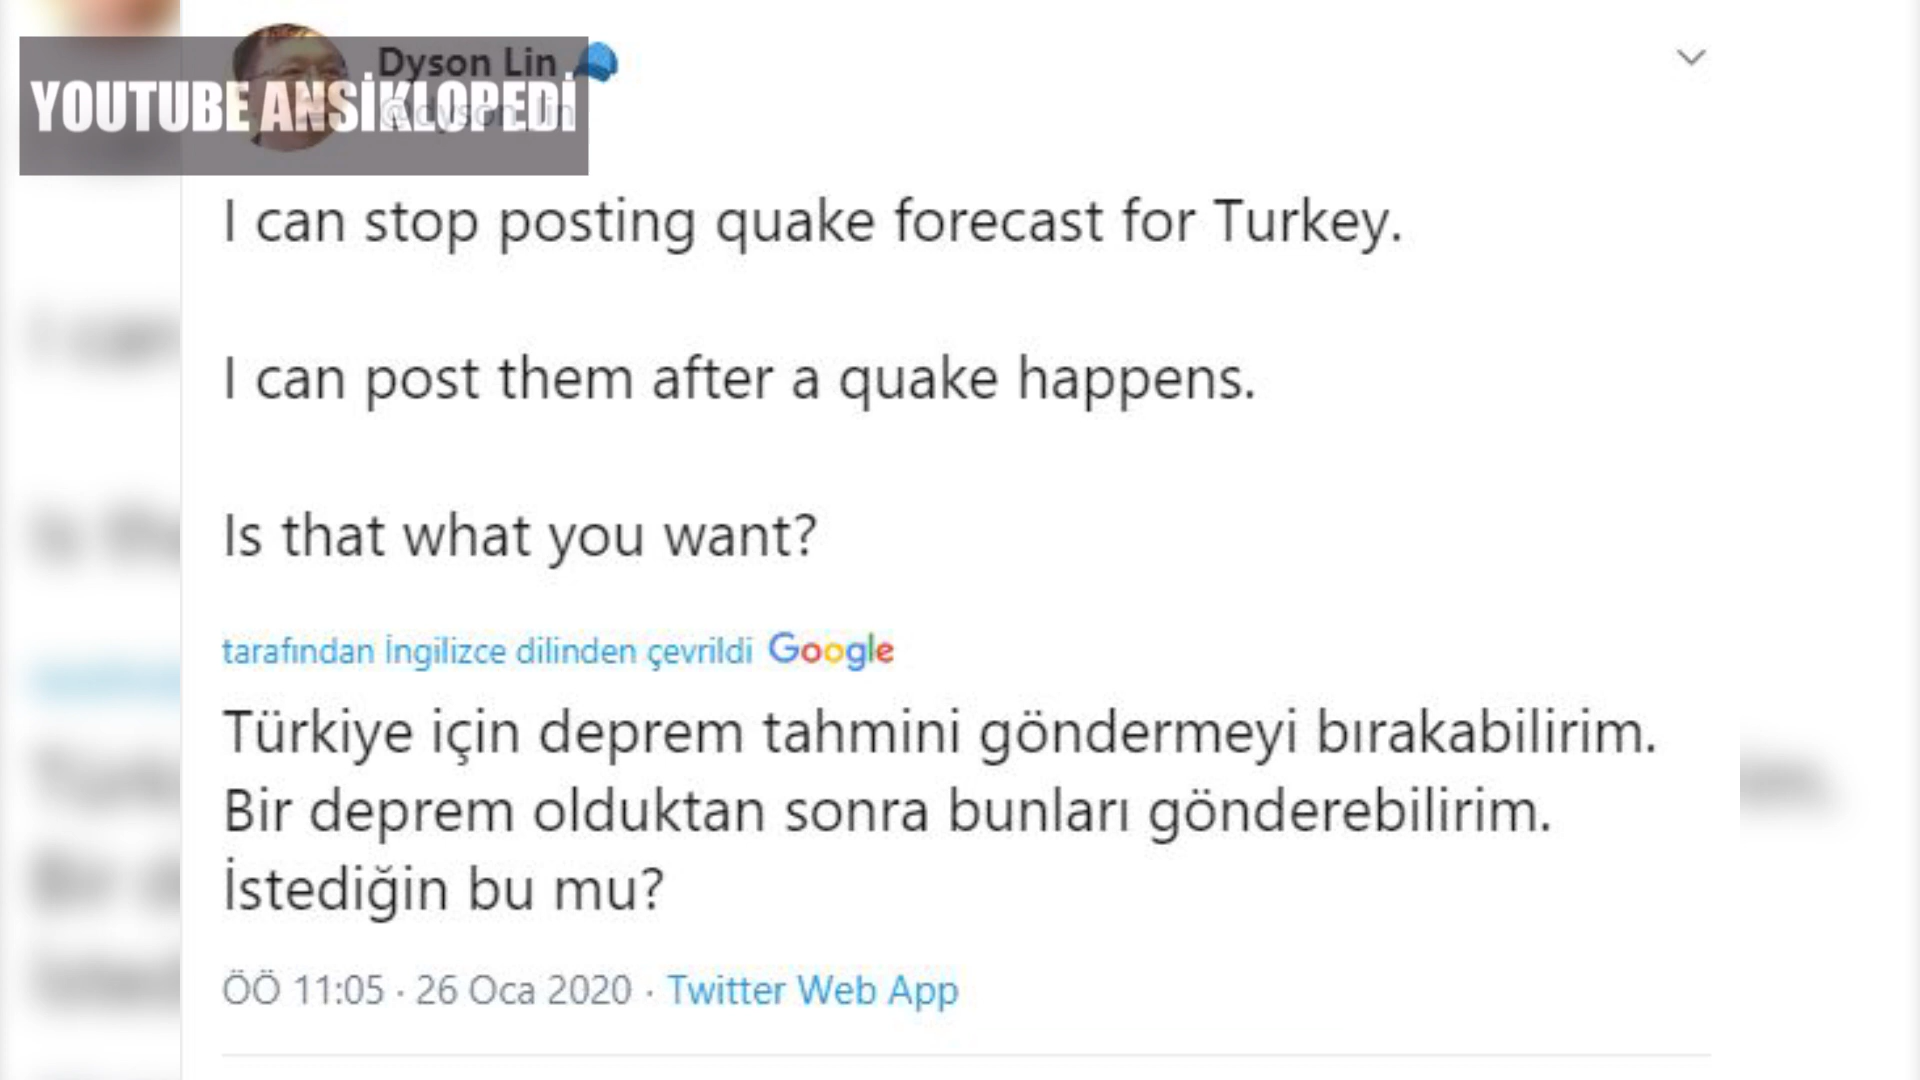 Dyson Lin
YOUTUBE ANSİKLOPEDİ
@dyson_lin
I can stop posting quake forecast for Turkey.
I can post them after a quake happens.
Is that what you want?
tarafından İngilizce dilinden çevrildi Google
Türkiye için deprem tahmini göndermeyi bırakabilirim.
Bir deprem olduktan sonra bunları gönderebilirim.
İstediğin bu mu?
ÖÖ 11:05 · 26 Oca 2020 · Twitter Web App